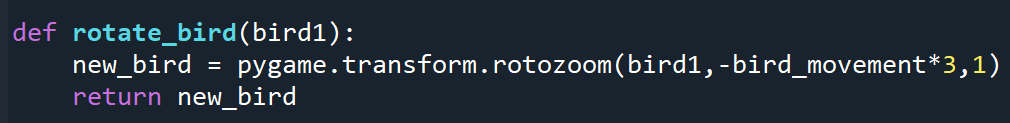 def rotate_bird(bird1):
    new_bird = pygame.transform.rotozoom(bird1,-bird_movement*3,1)
    return new_bird